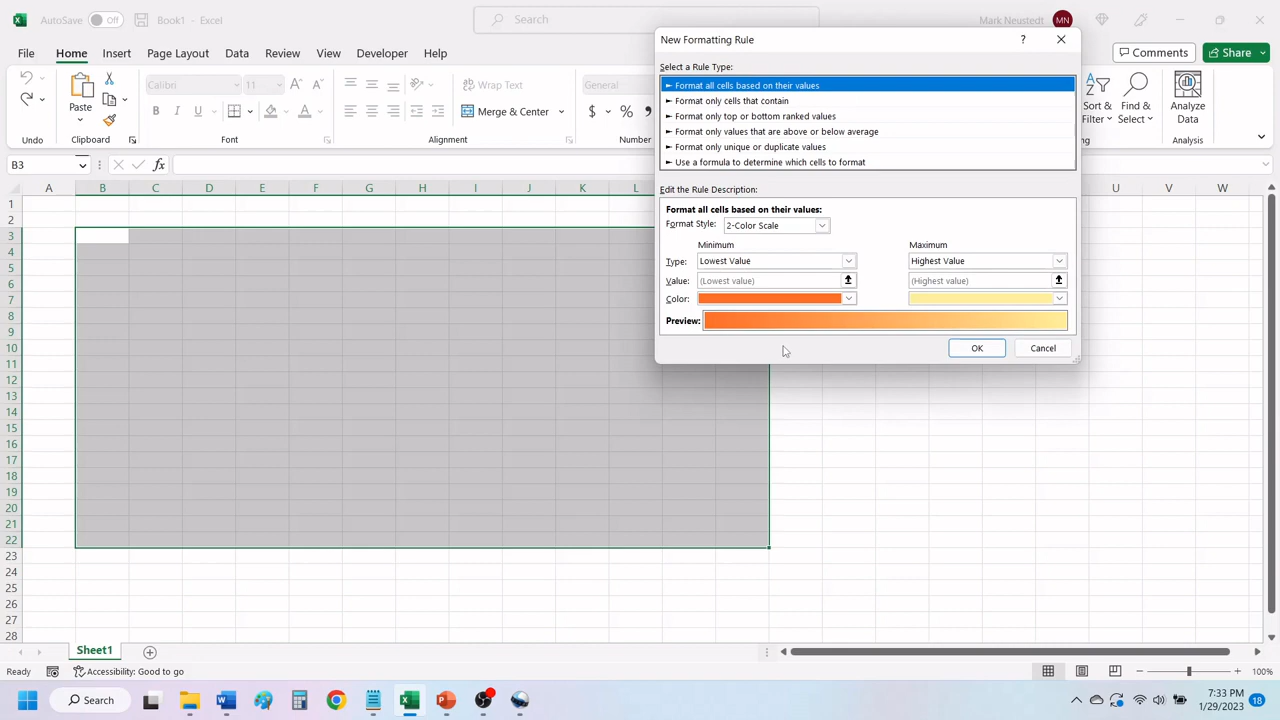 AutoSave Off Book1 - Excel Search Mark Neustedt MN
File Home Insert Page Layout Data Review View Developer Help Comments Share
New Formatting Rule ?
Select a Rule Type:
► Format all cells based on their values
► Format only cells that contain
► Format only top or bottom ranked values
► Format only values that are above or below average
► Format only unique or duplicate values
► Use a formula to determine which cells to format
Edit the Rule Description:
Format all cells based on their values:
Format Style: 2-Color Scale
Minimum Maximum
Type: Lowest Value Highest Value
Value: (Lowest value) (Highest value)
Color:
Preview:
OK Cancel
Paste Calibri 11 Wrap Text General Sort & Find & Analyze
B I U Merge & Center $ % Filter Select Data
Undo Clipboard Font Alignment Number Analysis
B3 fx
A B C D E F G H I J K L U V W
1
2
3
4
5
6
7
8
9
10
11
12
13
14
15
16
17
18
19
20
21
22
23
24
25
26
27
28
Sheet1
Ready Accessibility: Good to go 100%
Search 7:33 PM
1/29/2023 18